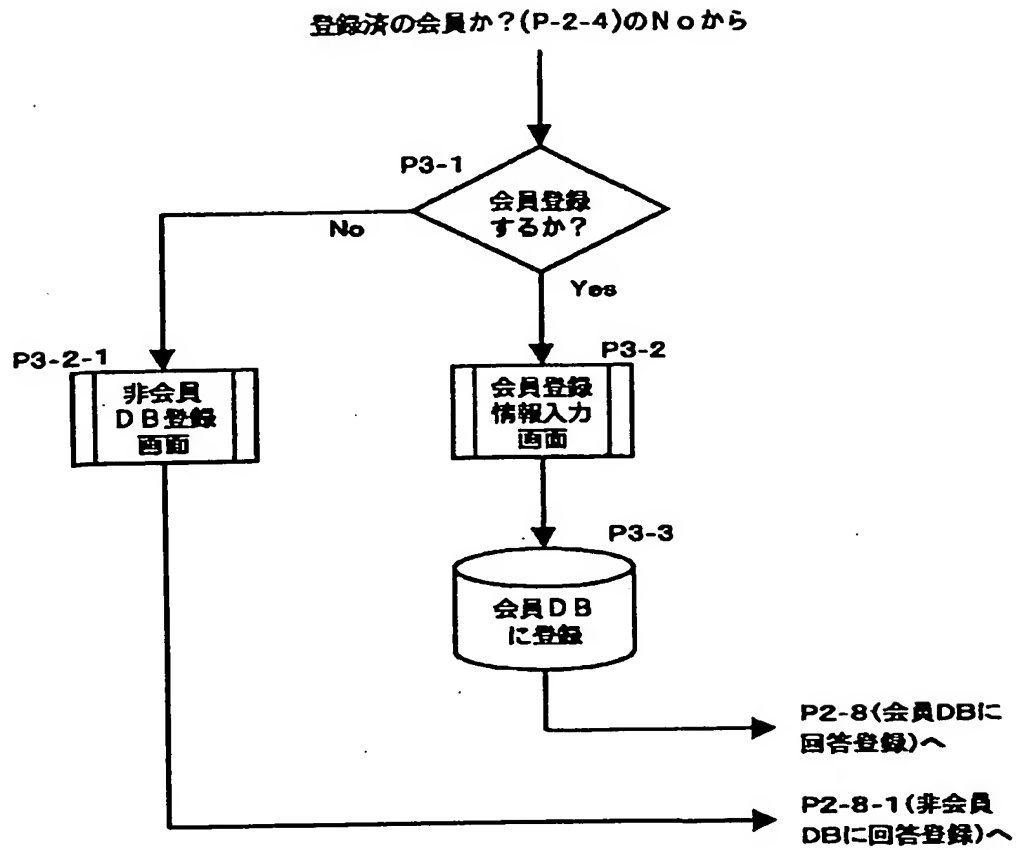 登録済の会員か?(P-2-4)のNoから
P3-1
会員登録
するか?
No
Yes
P3-2-1
非会員
DB登録
画面
P3-2
会員登録
情報入力
画面
P3-3
会員DB
に登録
P2-8(会員DBに
回答登録)へ
P2-8-1(非会員
DBに回答登録)へ